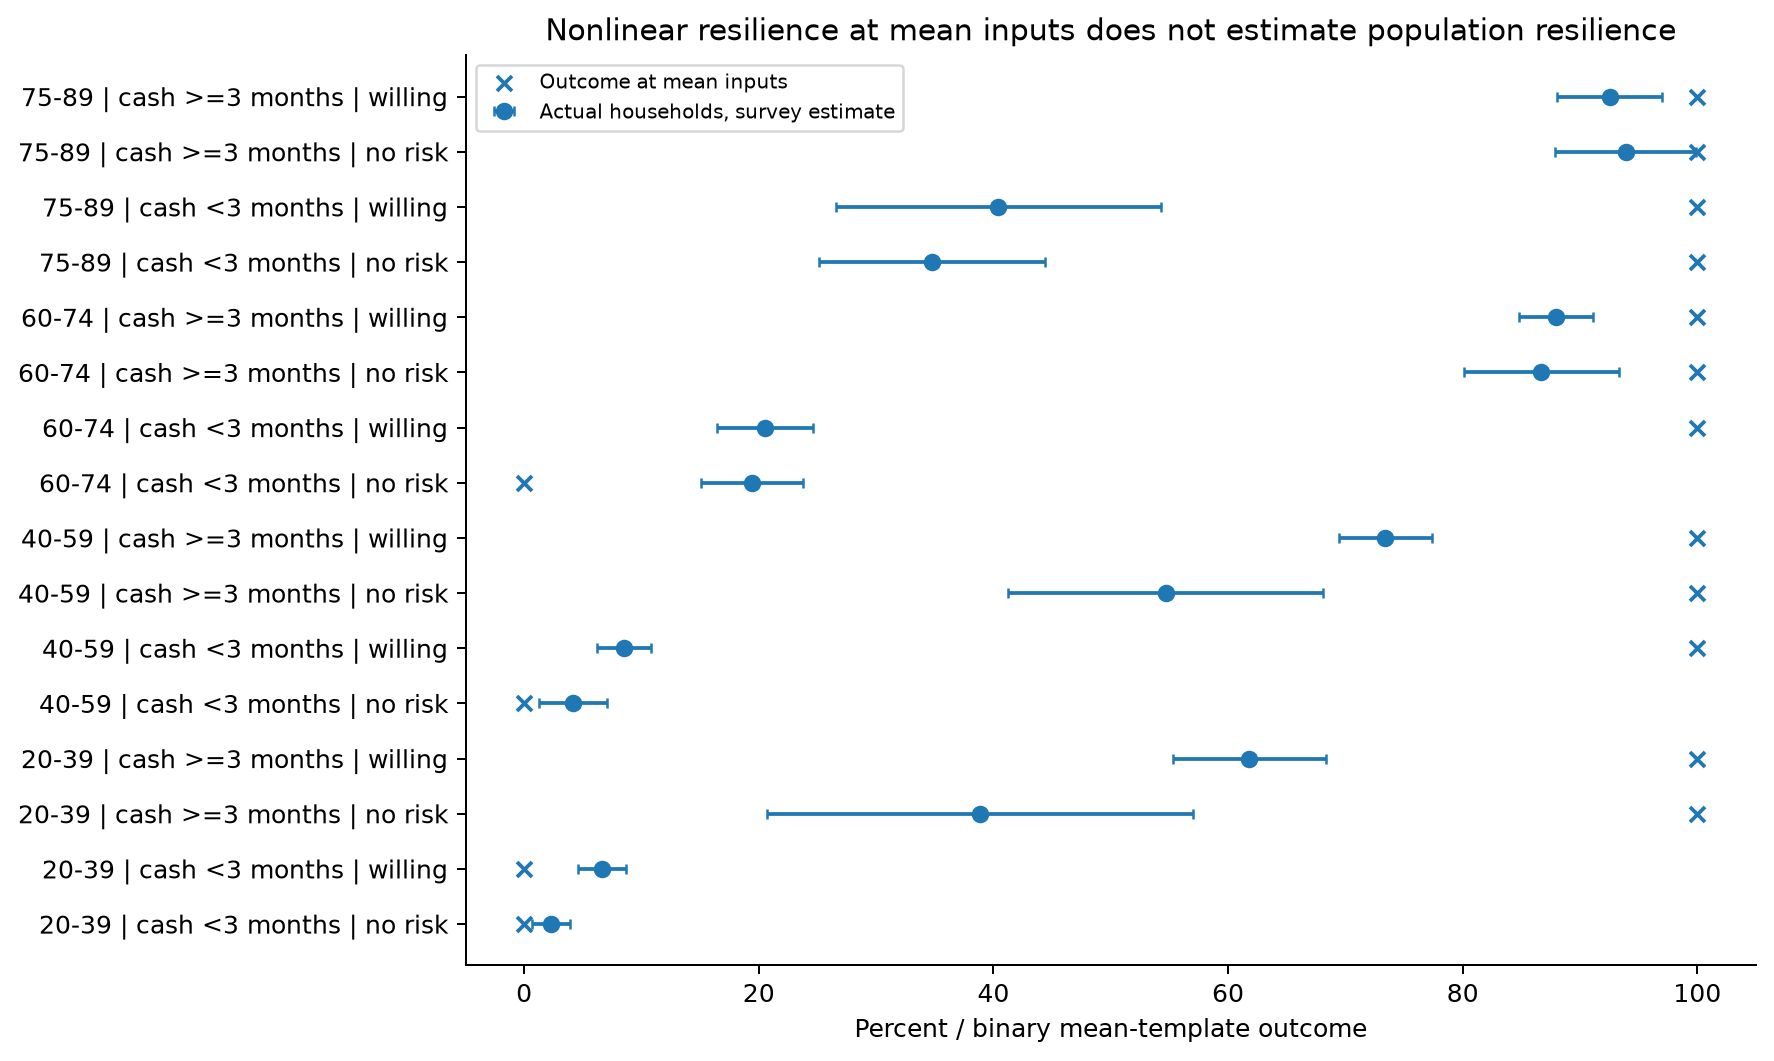 Nonlinear resilience at mean inputs does not estimate population resilience
Outcome at mean inputs
Actual households, survey estimate
75-89 | cash >=3 months | willing
75-89 | cash >=3 months | no risk
75-89 | cash <3 months | willing
75-89 | cash <3 months | no risk
60-74 | cash >=3 months | willing
60-74 | cash >=3 months | no risk
60-74 | cash <3 months | willing
60-74 | cash <3 months | no risk
40-59 | cash >=3 months | willing
40-59 | cash >=3 months | no risk
40-59 | cash <3 months | willing
40-59 | cash <3 months | no risk
20-39 | cash >=3 months | willing
20-39 | cash >=3 months | no risk
20-39 | cash <3 months | willing
20-39 | cash <3 months | no risk
0 20 40 60 80 100
Percent / binary mean-template outcome